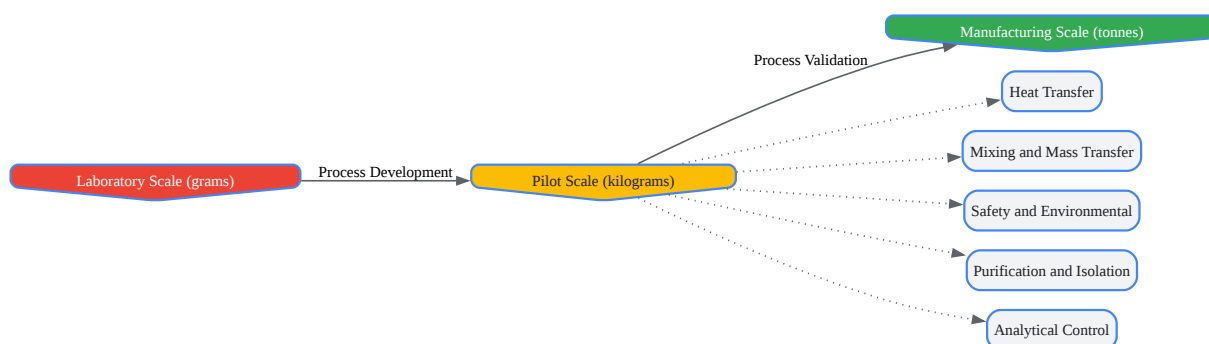 Manufacturing Scale (tonnes)
Process Validation
Heat Transfer
Mixing and Mass Transfer
Laboratory Scale (grams)
Process Development
Pilot Scale (kilograms)
Safety and Environmental
Purification and Isolation
Analytical Control